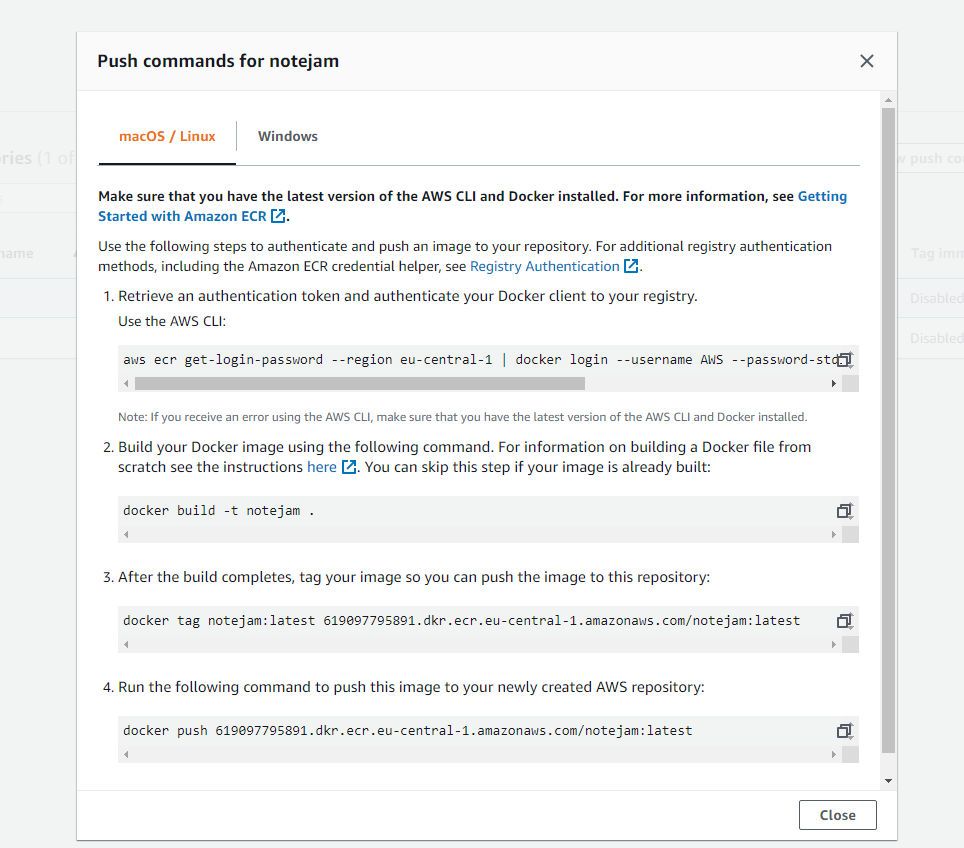 Push commands for notejam
ries (1 of
w push co
macOS / Linux
Windows
Make sure that you have the latest version of the AWS CLI and Docker installed. For more information, see Getting
Started with Amazon ECR.
name
Tag imm
Use the following steps to authenticate and push an image to your repository. For additional registry authentication
methods, including the Amazon ECR credential helper, see Registry Authentication.
Disabled
1. Retrieve an authentication token and authenticate your Docker client to your registry.
Use the AWS CLI:
Disabled
aws ecr get-login-password --region eu-central-1 | docker login --username AWS --password-std
Note: If you receive an error using the AWS CLI, make sure that you have the latest version of the AWS CLI and Docker installed.
2. Build your Docker image using the following command. For information on building a Docker file from
scratch see the instructions here. You can skip this step if your image is already built:
docker build -t notejam .
3. After the build completes, tag your image so you can push the image to this repository:
docker tag notejam:latest 619097795891.dkr.ecr.eu-central-1.amazonaws.com/notejam:latest
4. Run the following command to push this image to your newly created AWS repository:
docker push 619097795891.dkr.ecr.eu-central-1.amazonaws.com/notejam:latest
Close